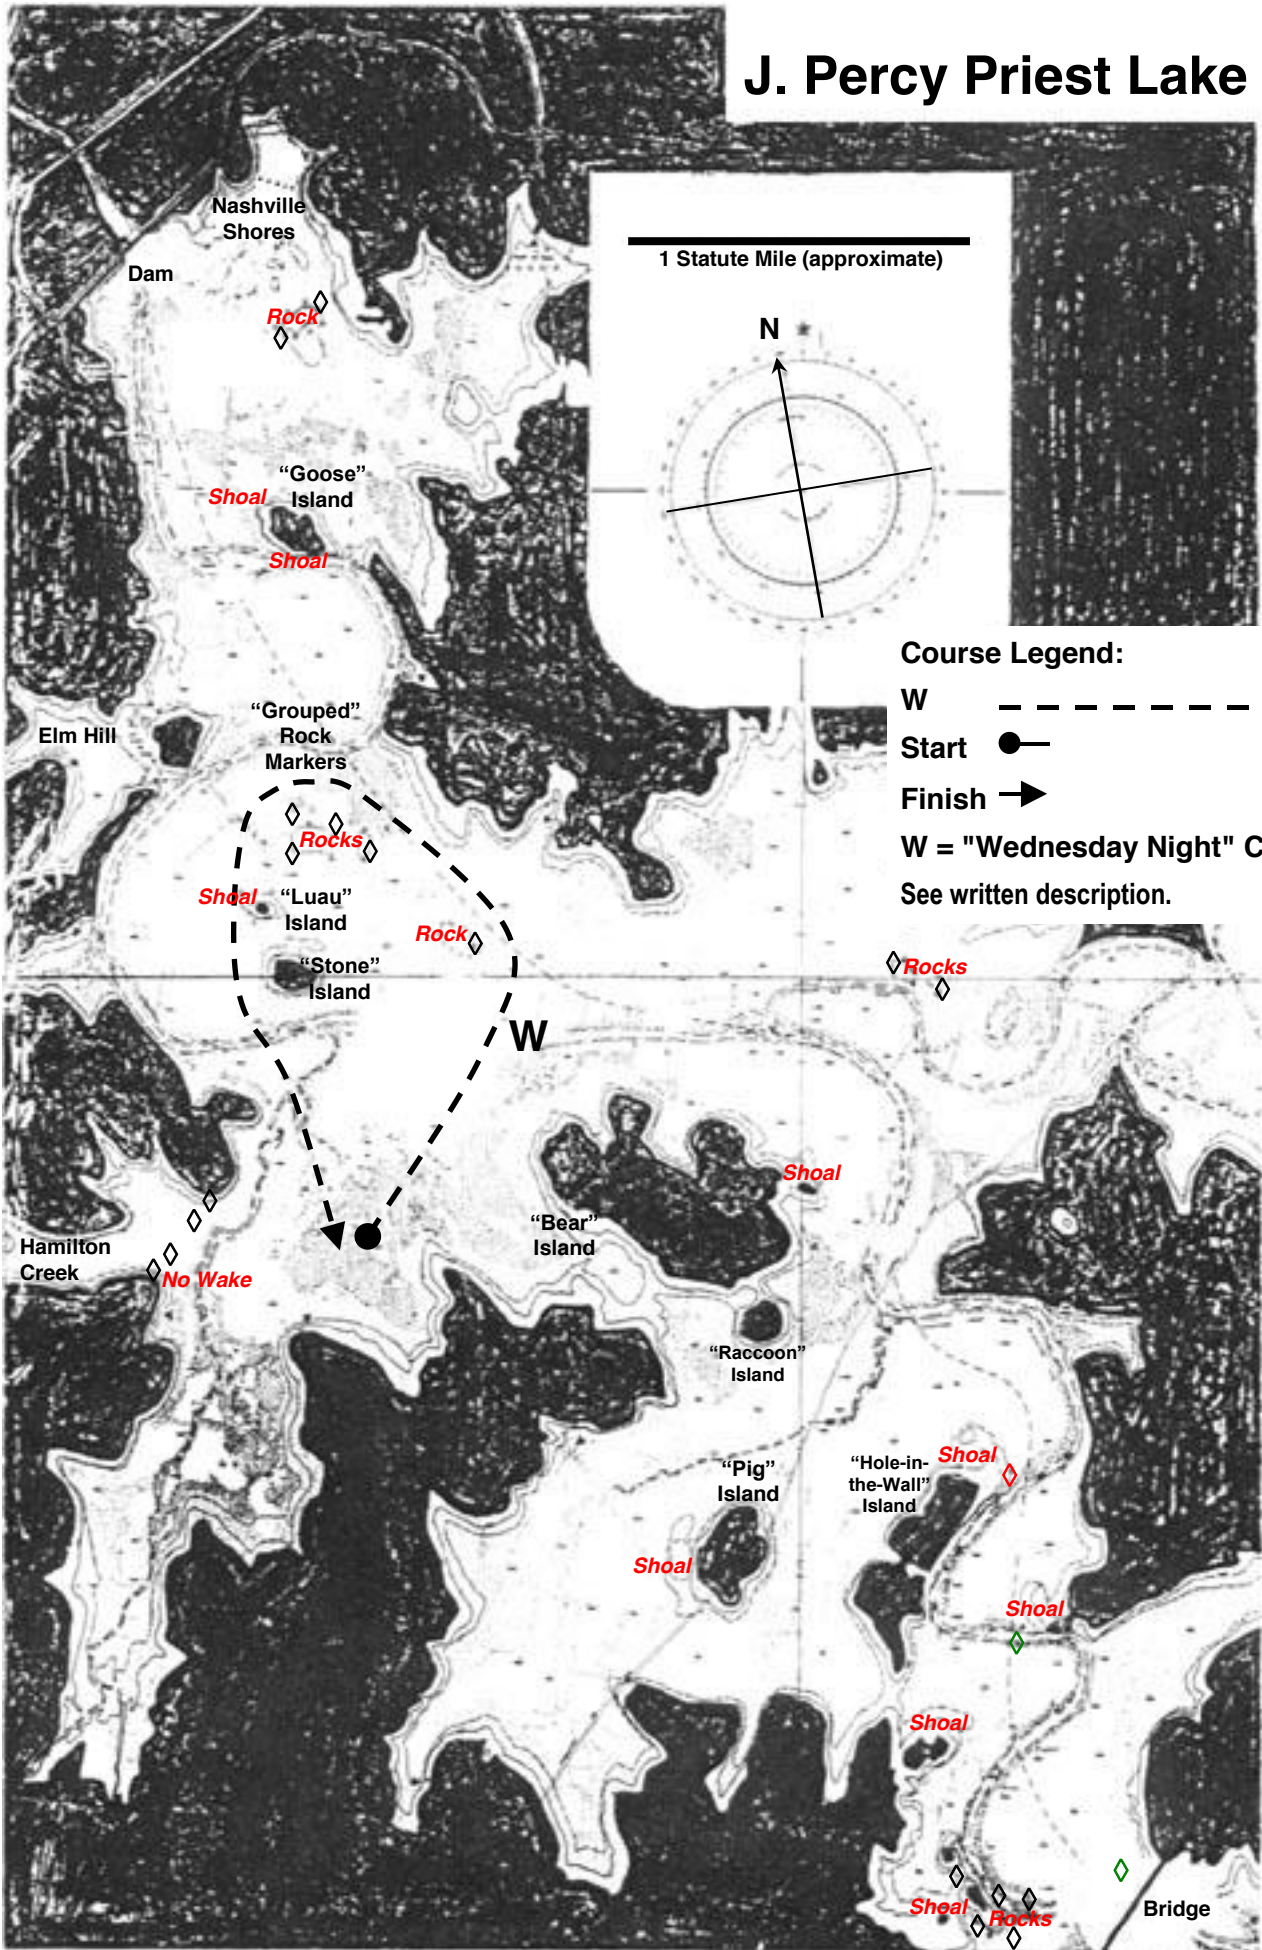 J. Percy Priest Lake
Nashville
Shores
1 Statute Mile (approximate)
Dam
Rock
N
“Goose”
Island
Shoal
Shoal
Course Legend:
W
Start
Finish
W = "Wednesday Night" C
See written description.
“Grouped”
Rock
Markers
Elm Hill
Rocks
Shoal
“Luau”
Island
Rock
“Stone”
Island
Rocks
W
Shoal
“Bear”
Island
Hamilton
Creek
No Wake
“Raccoon”
Island
“Pig”
Island
“Hole-in-
the-Wall”
Island
Shoal
Shoal
Shoal
Shoal
Shoal
Rocks
Bridge